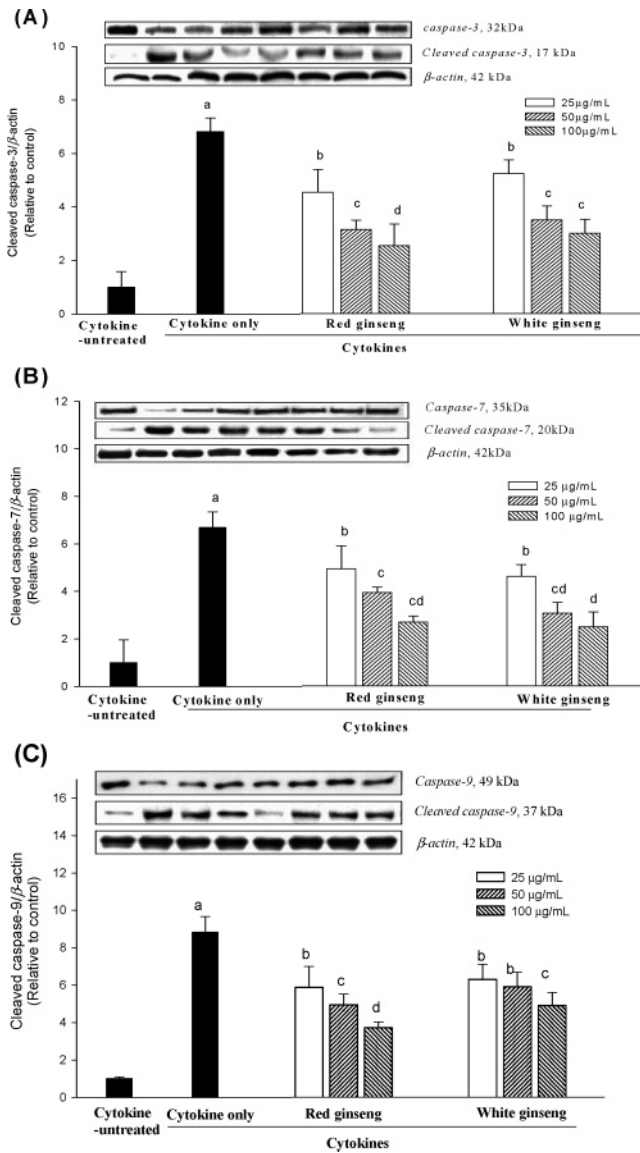 (A)
caspase-3, 32kDa
Cleaved caspase-3, 17 kDa
β-actin, 42 kDa
10
8
6
4
2
0
Cleaved caspase-3/β-actin
(Relative to control)
a
b
c
d
b
c
c
25μg/mL
50μg/mL
100μg/mL
Cytokine
-untreated
Cytokine only
Red ginseng
White ginseng
Cytokines
(B)
Caspase-7, 35kDa
Cleaved caspase-7, 20kDa
β-actin, 42kDa
12
10
8
6
4
2
0
Cleaved caspase-7/β-actin
(Relative to control)
a
b
c
cd
b
cd
d
25 μg/mL
50 μg/mL
100 μg/mL
Cytokine
-untreated
Cytokine only
Red ginseng
White ginseng
Cytokines
(C)
Caspase-9, 49 kDa
Cleaved caspase-9, 37 kDa
β-actin, 42 kDa
16
14
12
10
8
6
4
2
0
Cleaved caspase-9/β-actin
(Relative to control)
a
b
c
d
b
b
c
25 μg/mL
50 μg/mL
100 μg/mL
Cytokine
-untreated
Cytokine only
Red ginseng
White ginseng
Cytokines